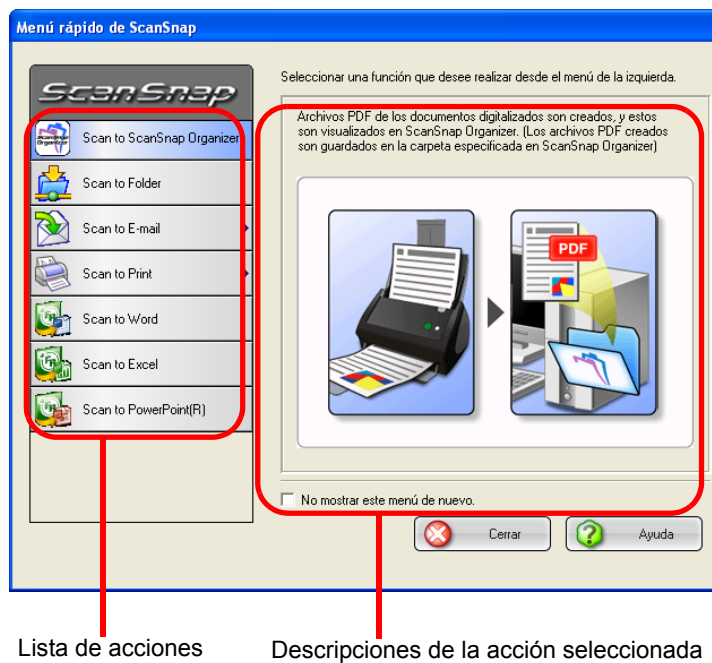 Menú rápido de ScanSnap
ScanSnap
Seleccionar una función que desee realizar desde el menú de la izquierda.
Scan to ScanSnap Organizer
Scan to Folder
Scan to E-mail
Scan to Print
Scan to Word
Scan to Excel
Scan to PowerPoint(R)
Archivos PDF de los documentos digitalizados son creados, y estos
son visualizados en ScanSnap Organizer. (Los archivos PDF creados
son guardados en la carpeta especificada en ScanSnap Organizer)
PDF
No mostrar este menú de nuevo.
Cerrar
Ayuda
Lista de acciones
Descripciones de la acción seleccionada